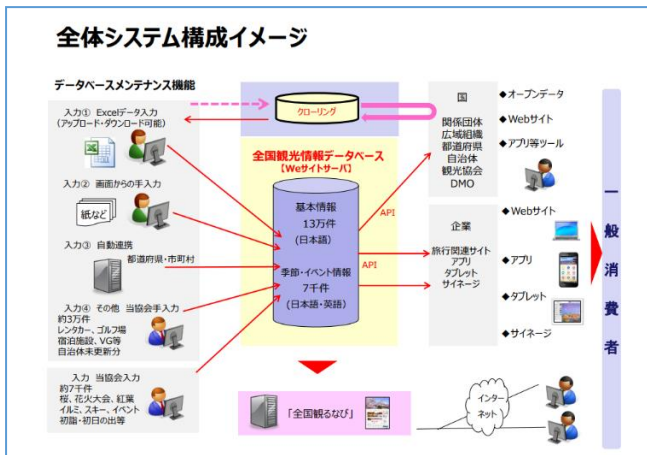 全体システム構成イメージ
データベースメンテナンス機能
入力① Excelデータ入力
(アップロード・ダウンロード可能)
入力② 画面からの手入力
紙など
入力③ 自動連携
都道府県・市町村
入力④ その他 当協会手入力
約3万件
レンタカー、ゴルフ場
宿泊施設、VG等
自治体未更新分
入力 当協会入力
約7千件
桜、花火大会、紅葉
イルミ、スキー、イベント
初詣・初日の出等
クローリング
全国観光情報データベース
【Weサイトサーバ】
基本情報
13万件
(日本語)
季節・イベント情報
7千件
(日本語・英語)
API
API
「全国観るなび」
国
関係団体
広域組織
都道府県
自治体
観光協会
DMO
◆オープンデータ
◆Webサイト
◆アプリ等ツール
企業
旅行関連サイト
アプリ
タブレット
サイネージ
◆Webサイト
◆アプリ
◆タブレット
◆サイネージ
インター
ネット
一般消費者